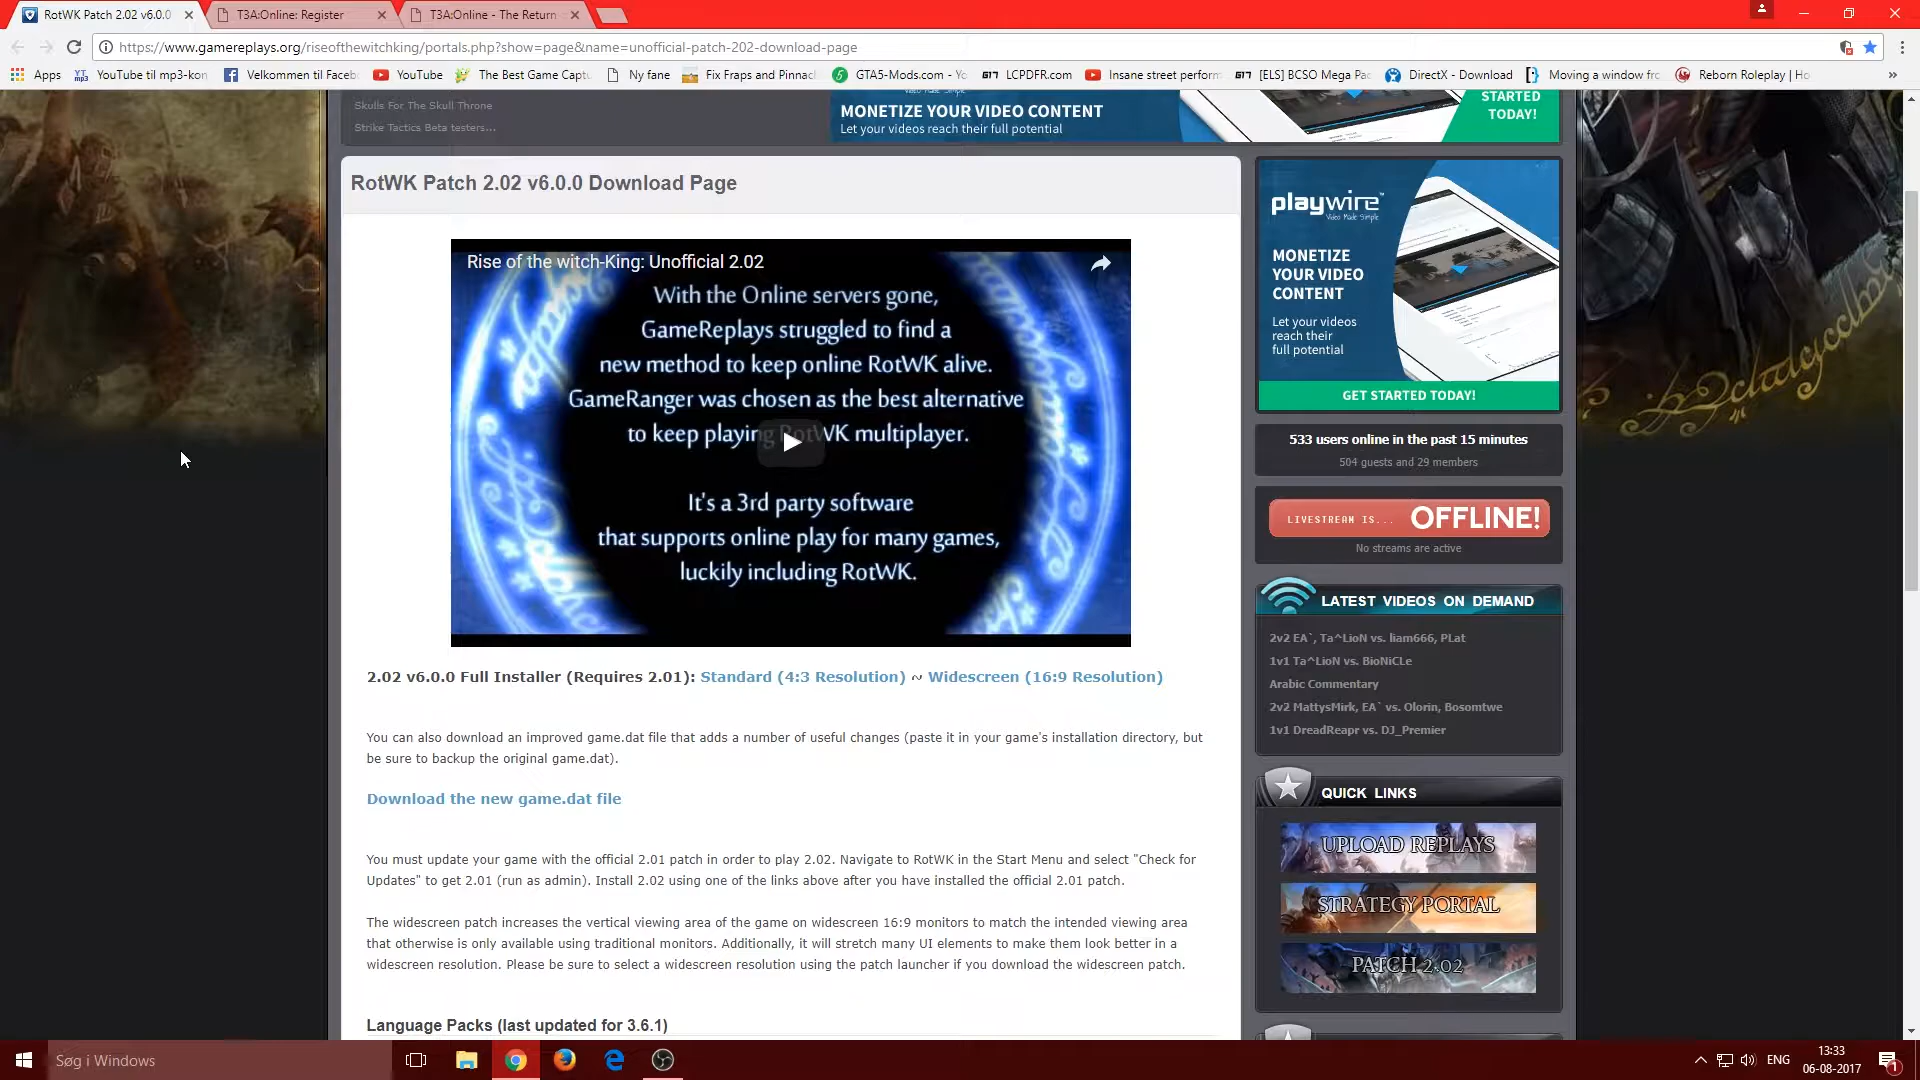 RotWK Patch 2.02 v6.0.0
T3A:Online: Register
T3A:Online - The Return
https://www.gamereplays.org/riseofthewitchking/portals.php?show=page&name=unofficial-patch-202-download-page
Apps
YouTube til mp3-kon
Velkommen til Faceb
YouTube
The Best Game Captu
Ny fane
Fix Fraps and Pinnac
GTA5-Mods.com - Yo
LCPDFR.com
Insane street perform
[ELS] BCSO Mega Pac
DirectX - Download
Moving a window fro
Reborn Roleplay | Ho
»
Skulls For The Skull Throne
Strike Tactics Beta testers...
MONETIZE YOUR VIDEO CONTENT
Let your videos reach their full potential
STARTED
TODAY!
RotWK Patch 2.02 v6.0.0 Download Page
Rise of the witch-King: Unofficial 2.02
With the Online servers gone,
GameReplays struggled to find a
new method to keep online RotWK alive.
GameRanger was chosen as the best alternative
to keep playing RotWK multiplayer.
It's a 3rd party software
that supports online play for many games,
luckily including RotWK.
2.02 v6.0.0 Full Installer (Requires 2.01): Standard (4:3 Resolution) ~ Widescreen (16:9 Resolution)
You can also download an improved game.dat file that adds a number of useful changes (paste it in your game's installation directory, but
be sure to backup the original game.dat).
Download the new game.dat file
You must update your game with the official 2.01 patch in order to play 2.02. Navigate to RotWK in the Start Menu and select "Check for
Updates" to get 2.01 (run as admin). Install 2.02 using one of the links above after you have installed the official 2.01 patch.
The widescreen patch increases the vertical viewing area of the game on widescreen 16:9 monitors to match the intended viewing area
that otherwise is only available using traditional monitors. Additionally, it will stretch many UI elements to make them look better in a
widescreen resolution. Please be sure to select a widescreen resolution using the patch launcher if you download the widescreen patch.
Language Packs (last updated for 3.6.1)
playwire™
Video Made Simple
MONETIZE
YOUR VIDEO
CONTENT
Let your videos
reach their
full potential
GET STARTED TODAY!
533 users online in the past 15 minutes
504 guests and 29 members
LIVESTREAM IS... OFFLINE!
No streams are active
LATEST VIDEOS ON DEMAND
2v2 EA`, Ta^LioN vs. liam666, PLat
1v1 Ta^LioN vs. BioNiCLe
Arabic Commentary
2v2 MattysMirk, EA` vs. Olorin, Bosomtwe
1v1 DreadReapr vs. DJ_Premier
QUICK LINKS
UPLOAD REPLAYS
STRATEGY PORTAL
PATCH 2.02
Søg i Windows
ENG
13:33
06-08-2017
1